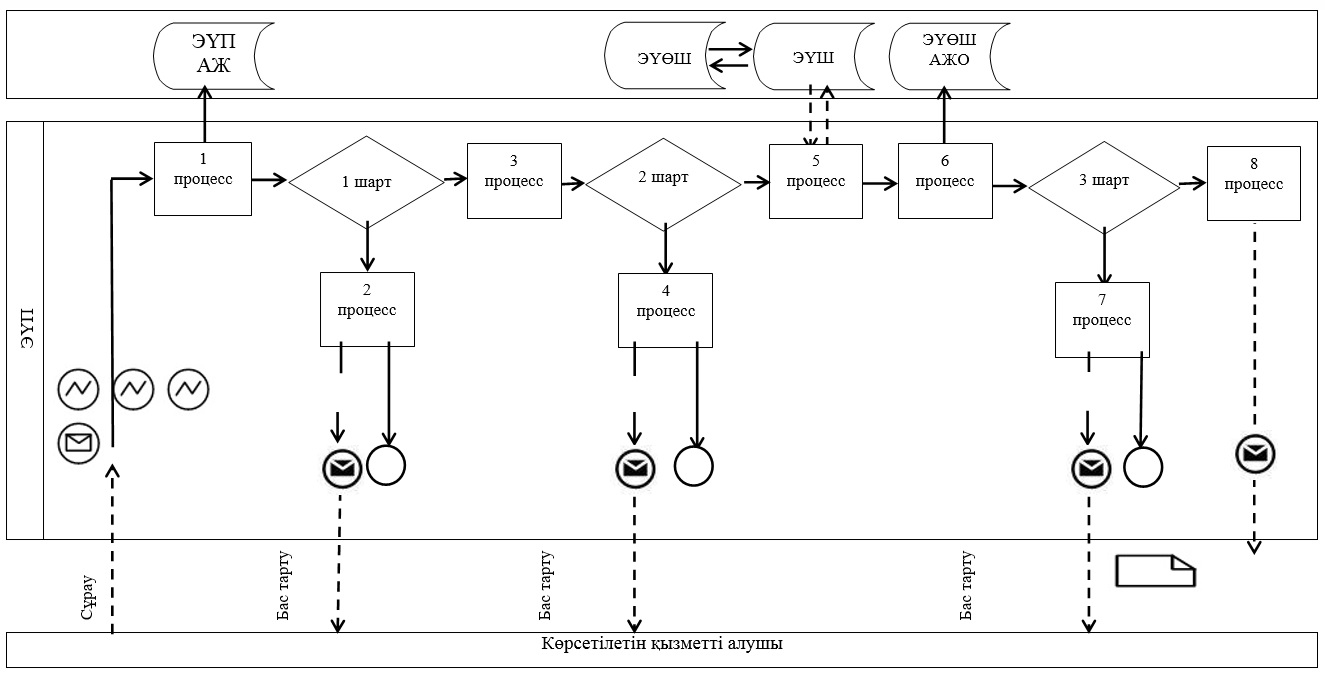 ЭҮП
АЖ
ЭҮӨШ
ЭҮШ
ЭҮӨШ
АЖО
ЭҮП
1
процесс
1 шарт
3
процесс
2 шарт
5
процесс
6
процесс
3 шарт
8
процесс
2
процесс
4
процесс
7
процесс
Сұрау
Бас тарту
Бас тарту
Бас тарту
Көрсетілетін қызметті алушы